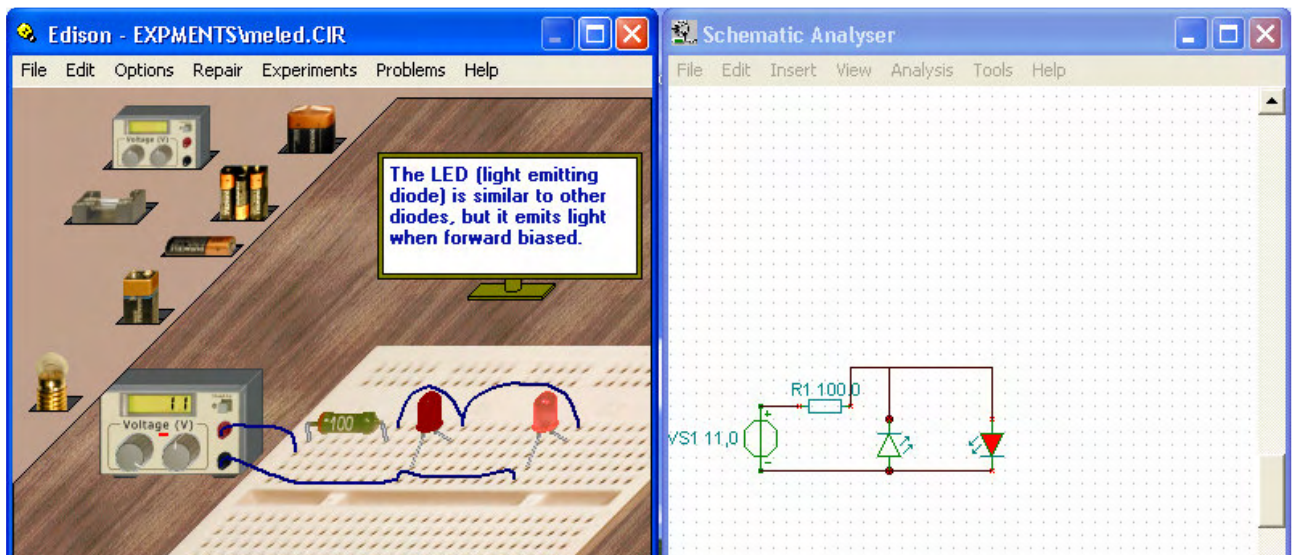 Edison - EXPMENTS\meled.CIR
File Edit Options Repair Experiments Problems Help
Voltage (V)
The LED (light emitting
diode) is similar to other
diodes, but it emits light
when forward biased.
11
Voltage (V)
100
Schematic Analyser
File Edit Insert View Analysis Tools Help
R1 100,0
VS1 11,0
+
-